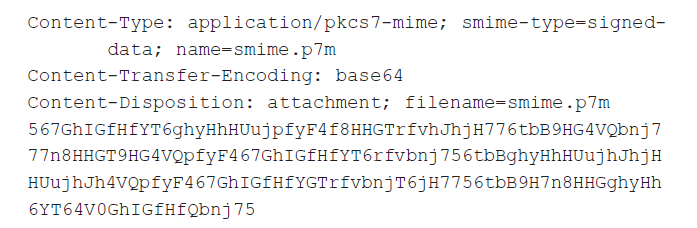 Content-Type: application/pkcs7-mime; smime-type=signed-
data; name=smime.p7m
Content-Transfer-Encoding: base64
Content-Disposition: attachment; filename=smime.p7m
567GhIGfHfYT6ghyHhHUujpfyF4f8HHGTrfvhJhjH776tbB9HG4VQbnj7
77n8HHGT9HG4VQpfyF467GhIGfHfYT6rfvbnj756tbBghyHhHUujhJhjH
HUujhJh4VQpfyF467GhIGfHfYGTrfvbnjT6jH7756tbB9H7n8HHGghyHh
6YT64V0GhIGfHfQbnj75